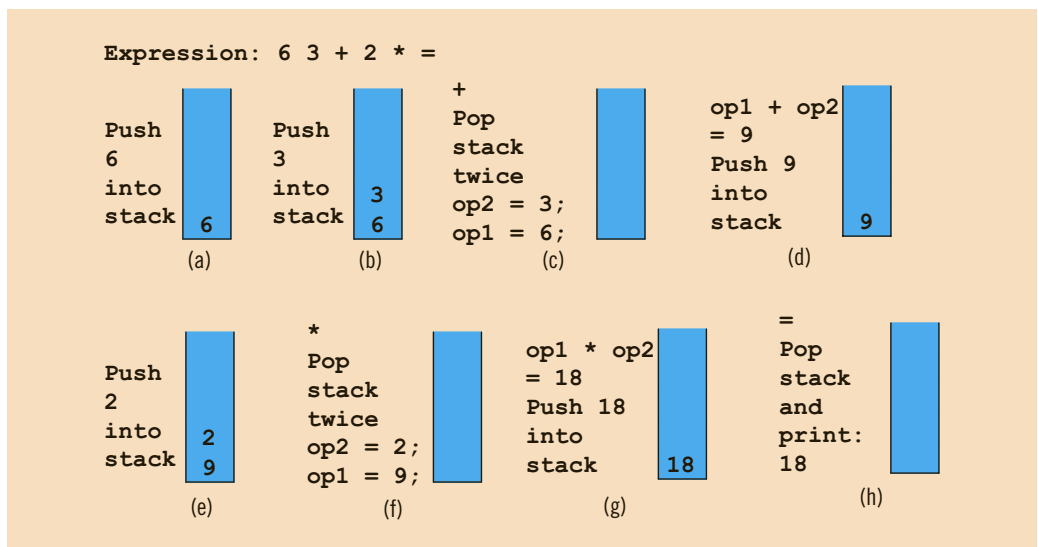 Expression: 6 3 + 2 * =
Push
6
into
stack
6
(a)
Push
3
into
stack
3
6
(b)
+
Pop
stack
twice
op2 = 3;
op1 = 6;
(c)
op1 + op2
= 9
Push 9
into
stack
9
(d)
Push
2
into
stack
2
9
(e)
*
Pop
stack
twice
op2 = 2;
op1 = 9;
(f)
op1 * op2
= 18
Push 18
into
stack
18
(g)
=
Pop
stack
and
print:
18
(h)